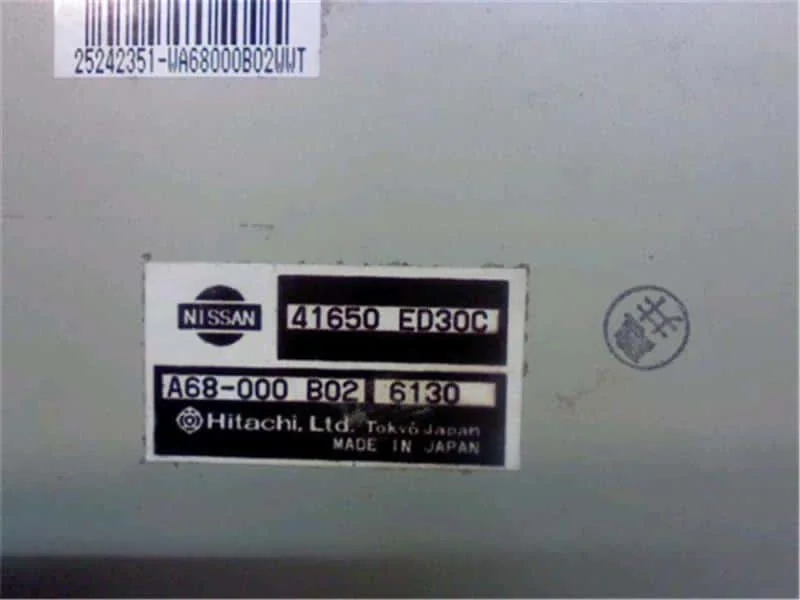 25242351-WA68000B02WWT
NISSAN
41650 ED30C
A68-000 B02 6130
Hitachi, Ltd. Tokyo Japan
MADE IN JAPAN